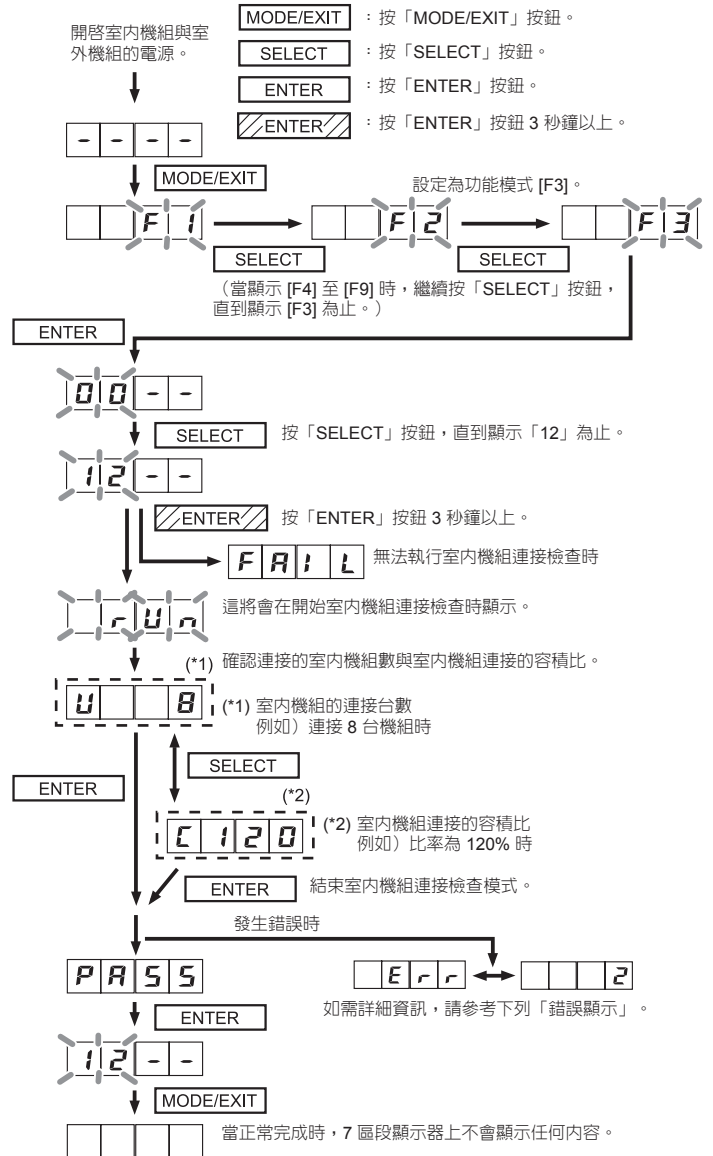 開啓室内機組與室
外機組的電源。
MODE/EXIT ：按「MODE/EXIT」按鈕。
SELECT ：按「SELECT」按鈕。
ENTER ：按「ENTER」按鈕。
ENTER ：按「ENTER」按鈕 3 秒鐘以上。
- - - -
MODE/EXIT
設定為功能模式 [F3]。
F 1
F 2
F 3
SELECT
SELECT
（當顯示 [F4] 至 [F9] 時，繼續按「SELECT」按鈕，
直到顯示 [F3] 為止。）
ENTER
0 0 - -
SELECT 按「SELECT」按鈕，直到顯示「12」為止。
1 2 - -
ENTER 按「ENTER」按鈕 3 秒鐘以上。
F A I L 無法執行室内機組連接檢查時
r U n 這將會在開始室内機組連接檢查時顯示。
(*1) 確認連接的室内機組數與室内機組連接的容積比。
U 8 (*1) 室内機組的連接台數
例如）連接 8 台機組時
SELECT
ENTER
(*2)
C 1 2 0 (*2) 室内機組連接的容積比
例如）比率為 120% 時
ENTER 結束室内機組連接檢查模式。
發生錯誤時
P A S S
E r r 2
如需詳細資訊，請參考下列「錯誤顯示」。
ENTER
1 2 - -
MODE/EXIT
當正常完成時，7 區段顯示器上不會顯示任何内容。